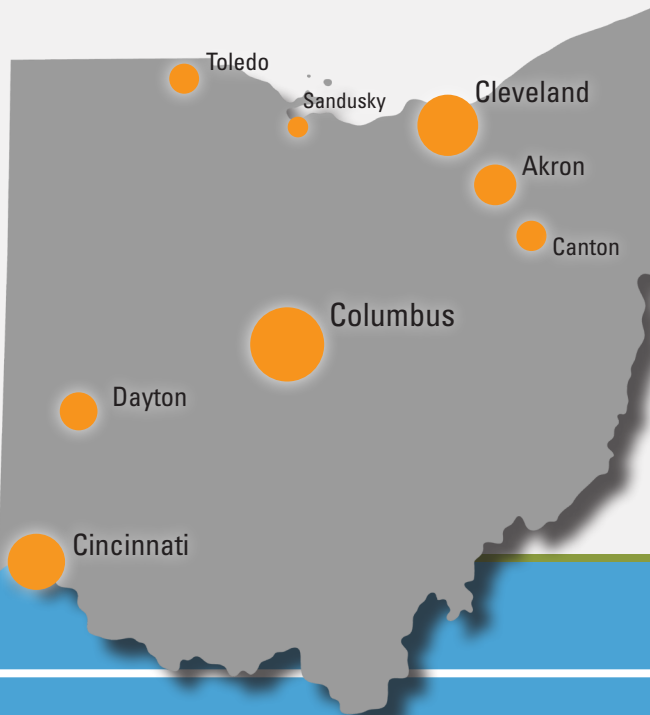 Toledo
Sandusky
Cleveland
Akron
Canton
Columbus
Dayton
Cincinnati